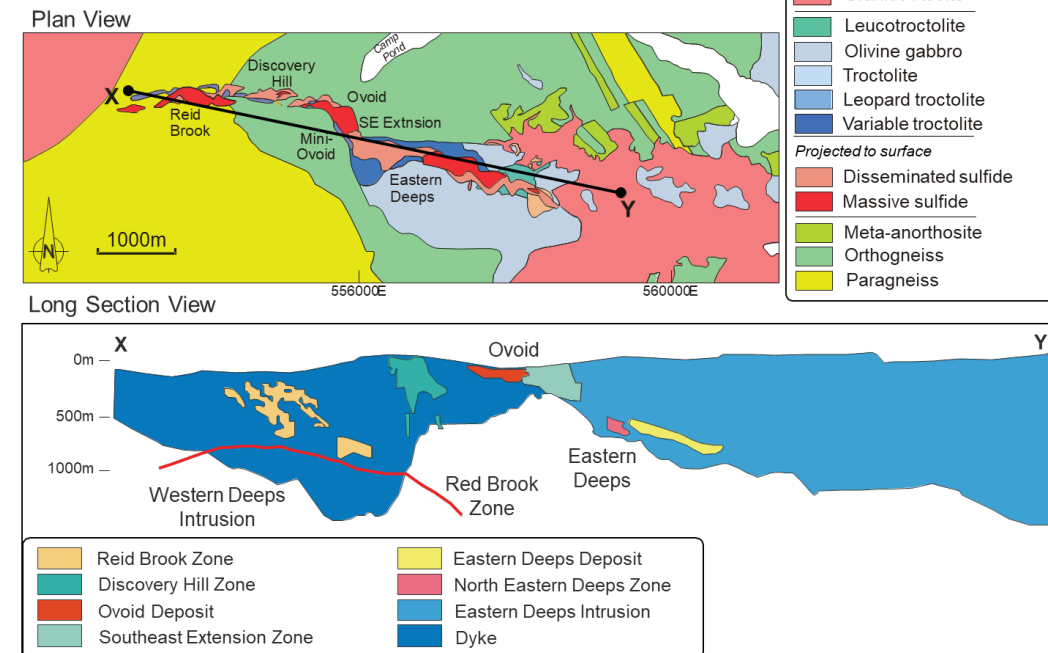 Plan View
Camp
Pond
Discovery
Hill
X
Ovoid
Reid
Brook
SE Extnsion
Mini-
Ovoid
Eastern
Deeps
Y
N
1000m
556000E
560000E
Leucotroctolite
Olivine gabbro
Troctolite
Leopard troctolite
Variable troctolite
Projected to surface
Disseminated sulfide
Massive sulfide
Meta-anorthosite
Orthogneiss
Paragneiss
Long Section View
X
Y
Ovoid
0m
500m
1000m
Eastern
Deeps
Western Deeps
Intrusion
Red Brook
Zone
Reid Brook Zone
Discovery Hill Zone
Ovoid Deposit
Southeast Extension Zone
Eastern Deeps Deposit
North Eastern Deeps Zone
Eastern Deeps Intrusion
Dyke